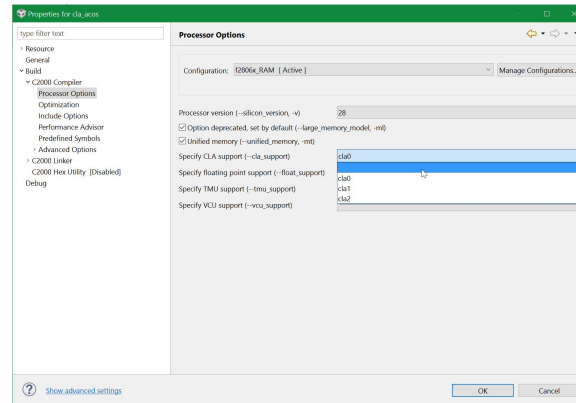 Properties for cla_acos
type filter text
Resource
General
Build
C2000 Compiler
Processor Options
Optimization
Include Options
Performance Advisor
Predefined Symbols
Advanced Options
C2000 Linker
C2000 Hex Utility [Disabled]
Debug
Processor Options
Configuration: f2806x_RAM [ Active ]
Manage Configurations..
Processor version (--silicon_version, -v) 28
Option deprecated, set by default (--large_memory_model, -ml)
Unified memory (--unified_memory, -mt)
Specify CLA support (--cla_support) cla0
Specify floating point support (--float_support)
cla0
Specify TMU support (--tmu_support)
cla1
cla2
Specify VCU support (--vcu_support)
? Show advanced settings
OK Cancel